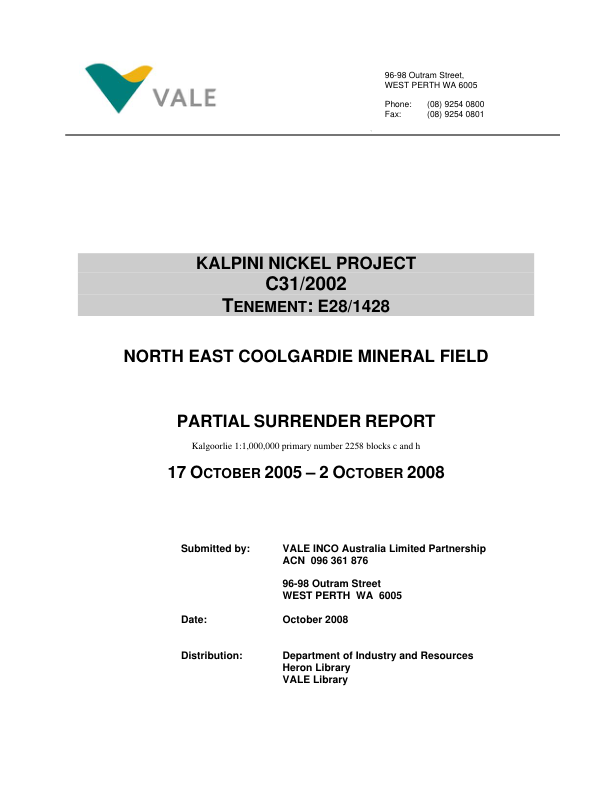 VALE
96-98 Outram Street,
WEST PERTH WA 6005
Phone: (08) 9254 0800
Fax: (08) 9254 0801
KALPINI NICKEL PROJECT
C31/2002
TENEMENT: E28/1428
NORTH EAST COOLGARDIE MINERAL FIELD
PARTIAL SURRENDER REPORT
Kalgoorlie 1:1,000,000 primary number 2258 blocks c and h
17 OCTOBER 2005 – 2 OCTOBER 2008
Submitted by: VALE INCO Australia Limited Partnership
ACN 096 361 876
96-98 Outram Street
WEST PERTH WA 6005
Date: October 2008
Distribution: Department of Industry and Resources
Heron Library
VALE Library